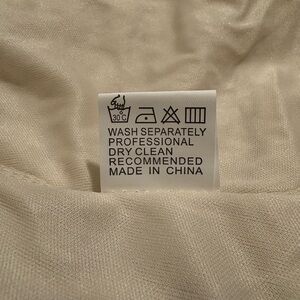 30 C
WASH SEPARATELY
PROFESSIONAL
DRY CLEAN
RECOMMENDED
MADE IN CHINA